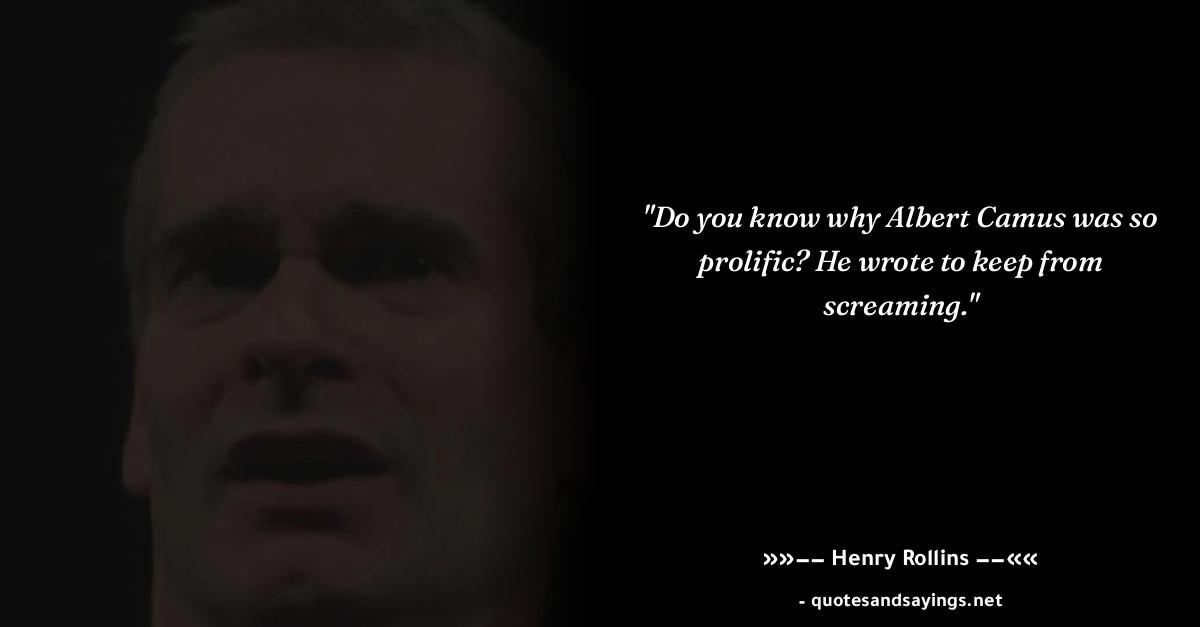 "Do you know why Albert Camus was so
prolific? He wrote to keep from
screaming."
»»−− Henry Rollins −−««
- quotesandsayings.net